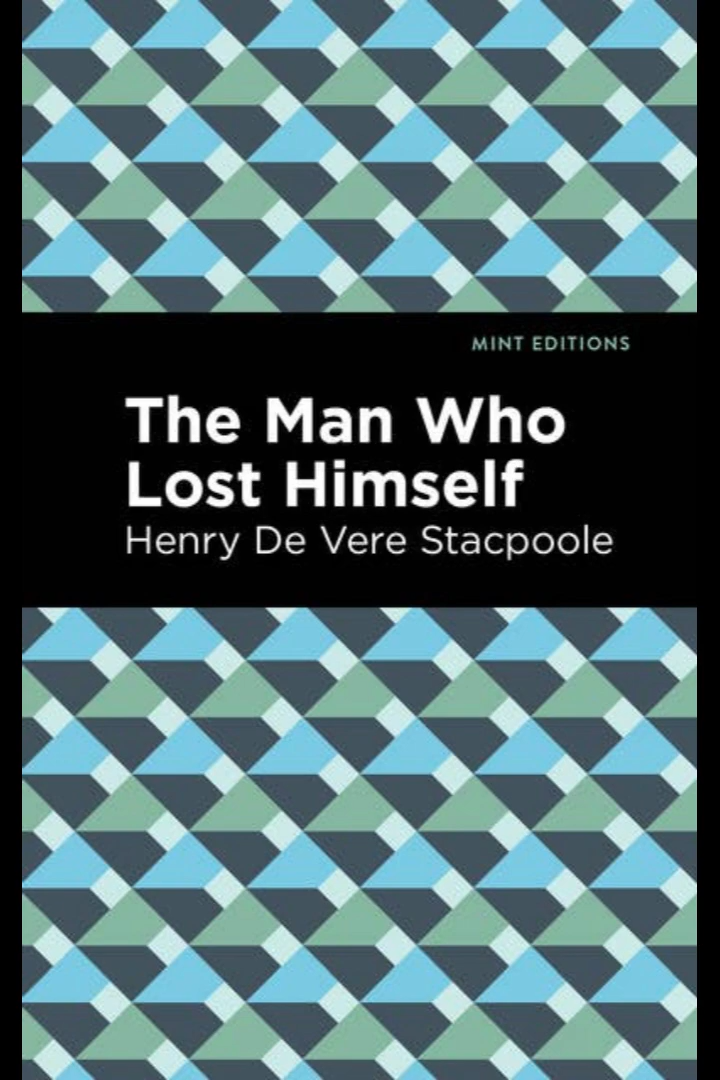 MINT EDITIONS
The Man Who
Lost Himself
Henry De Vere Stacpoole